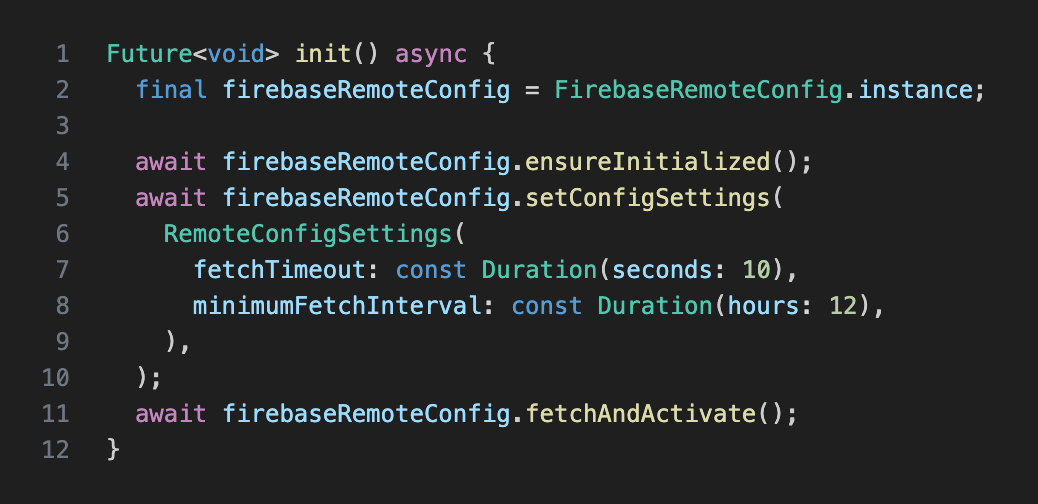 1 Future<void> init() async {
2   final firebaseRemoteConfig = FirebaseRemoteConfig.instance;
3
4   await firebaseRemoteConfig.ensureInitialized();
5   await firebaseRemoteConfig.setConfigSettings(
6     RemoteConfigSettings(
7       fetchTimeout: const Duration(seconds: 10),
8       minimumFetchInterval: const Duration(hours: 12),
9     ),
10   );
11   await firebaseRemoteConfig.fetchAndActivate();
12 }